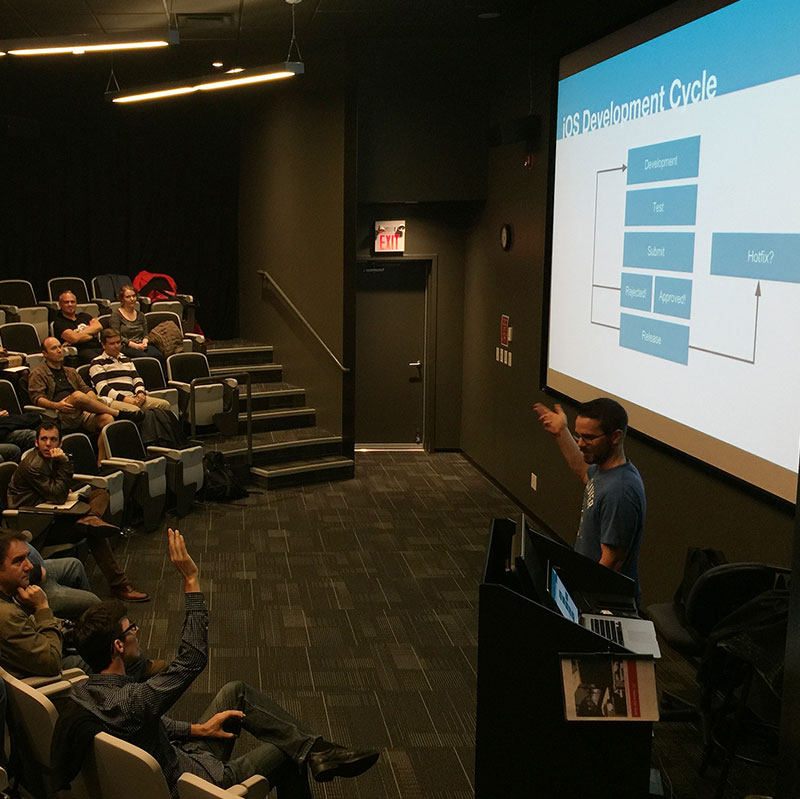 iOS Development Cycle
Development
Test
Submit
Hotfix?
Rejected!
Approved!
Release
EXIT